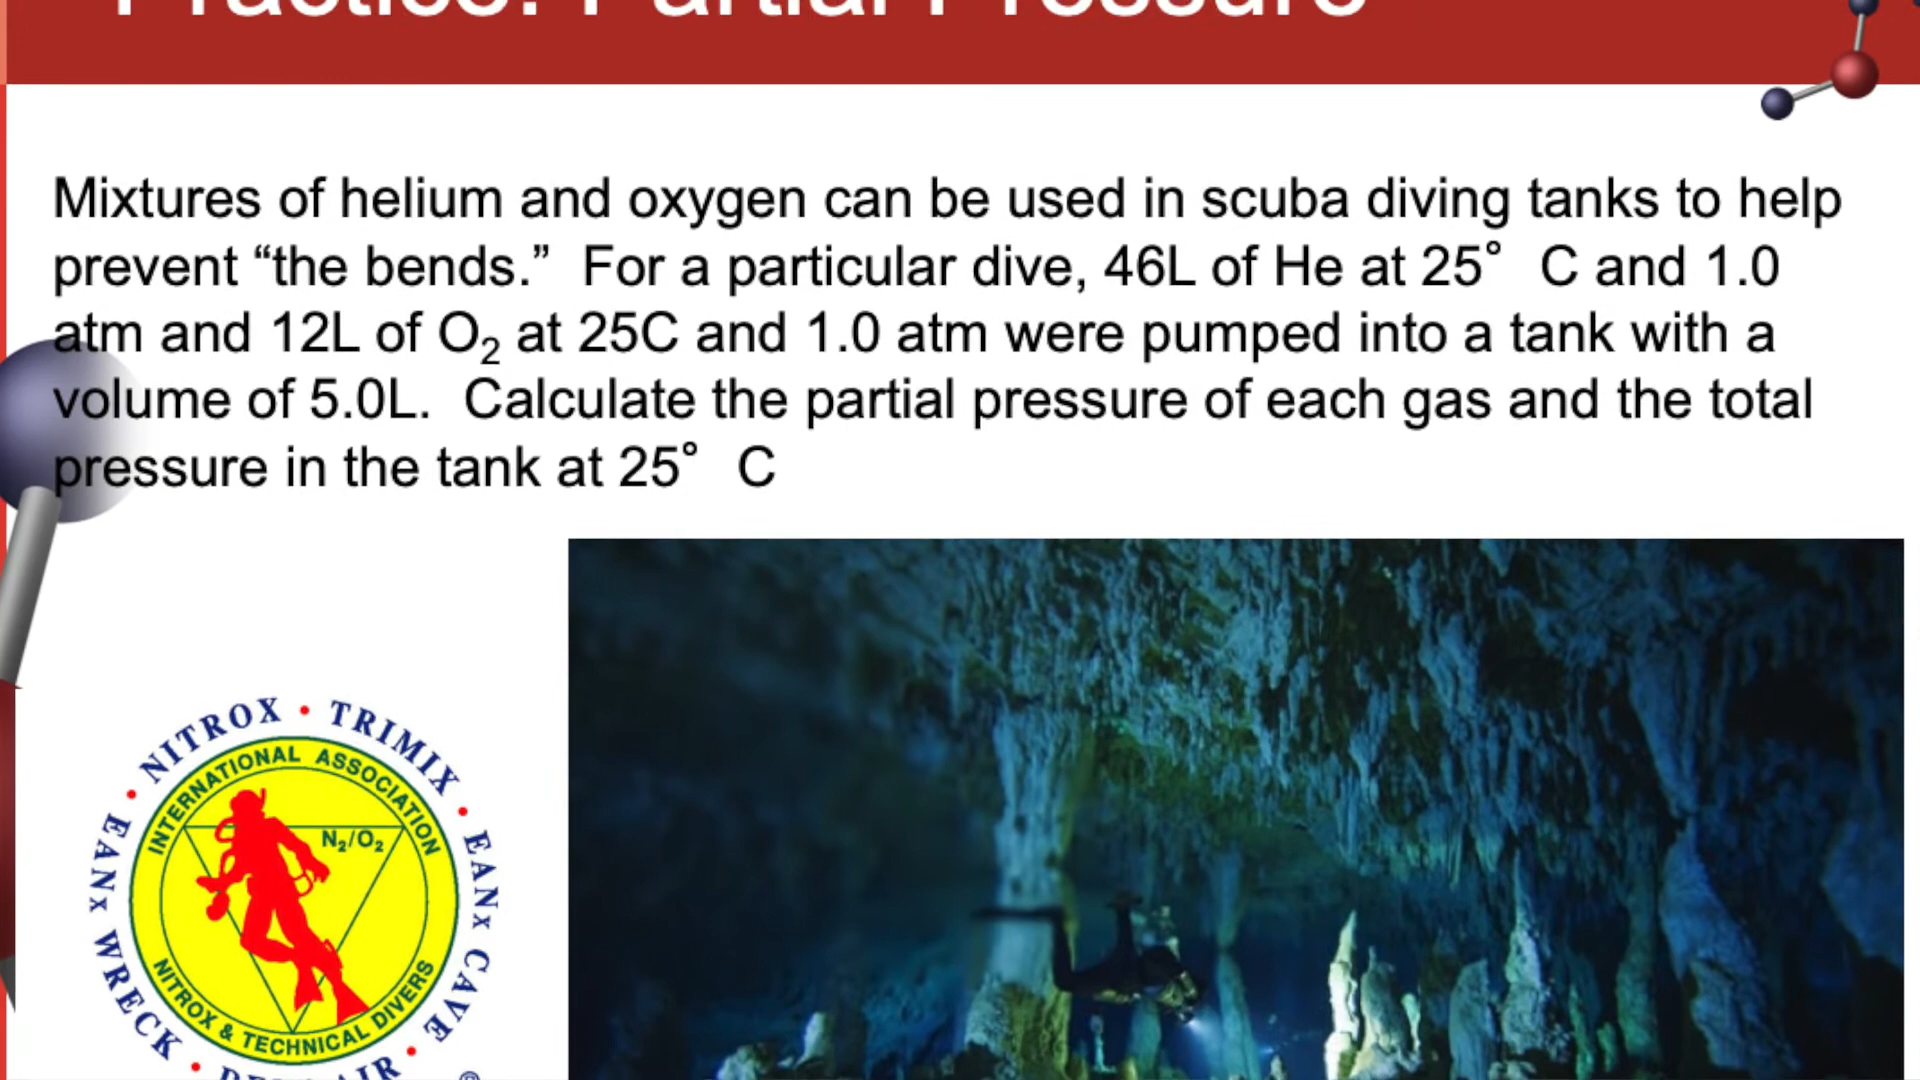 Practice: Partial Pressure
Mixtures of helium and oxygen can be used in scuba diving tanks to help
prevent “the bends.” For a particular dive, 46L of He at 25° C and 1.0
atm and 12L of O₂ at 25C and 1.0 atm were pumped into a tank with a
volume of 5.0L. Calculate the partial pressure of each gas and the total
pressure in the tank at 25° C
NITROX • TRIMIX • EANx CAVE •
• EANx WRECK •
INTERNATIONAL ASSOCIATION
N₂/O₂
NITROX & TECHNICAL DIVERS